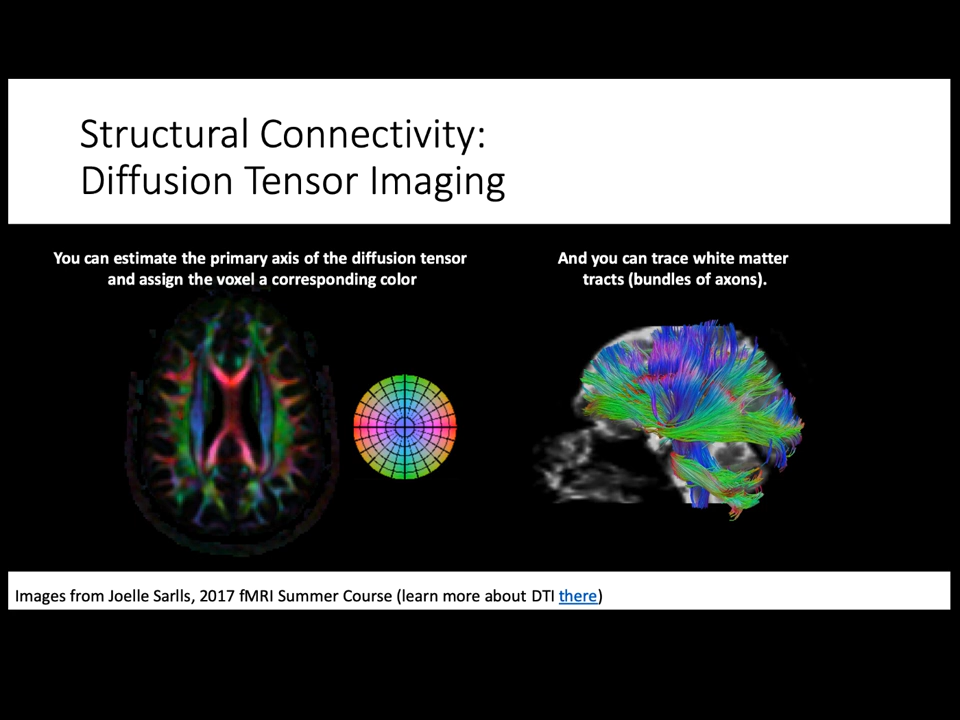 Structural Connectivity:
Diffusion Tensor Imaging
You can estimate the primary axis of the diffusion tensor
and assign the voxel a corresponding color
And you can trace white matter
tracts (bundles of axons).
Images from Joelle Sarlls, 2017 fMRI Summer Course (learn more about DTI there)